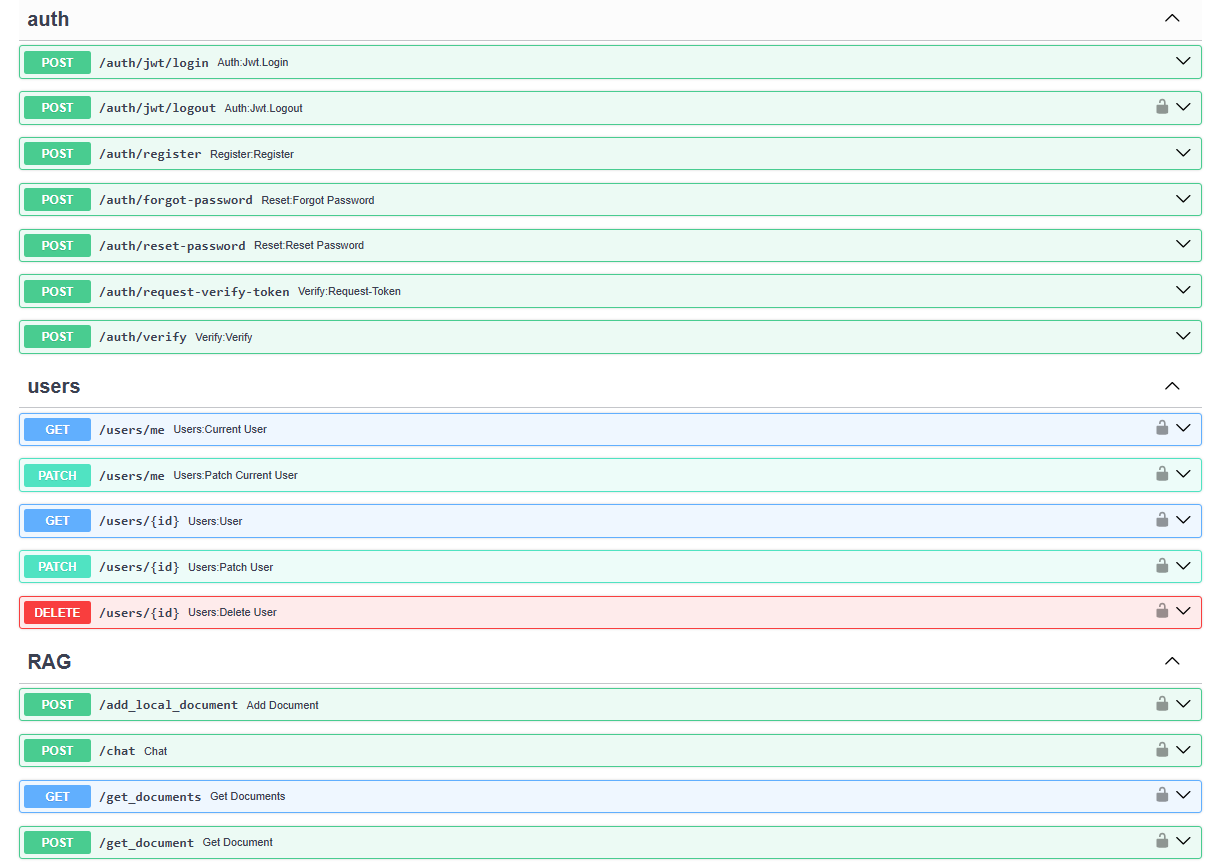 auth
POST /auth/jwt/login Auth:Jwt.Login
POST /auth/jwt/logout Auth:Jwt.Logout
POST /auth/register Register:Register
POST /auth/forgot-password Reset:Forgot Password
POST /auth/reset-password Reset:Reset Password
POST /auth/request-verify-token Verify:Request-Token
POST /auth/verify Verify:Verify
users
GET /users/me Users:Current User
PATCH /users/me Users:Patch Current User
GET /users/{id} Users:User
PATCH /users/{id} Users:Patch User
DELETE /users/{id} Users:Delete User
RAG
POST /add_local_document Add Document
POST /chat Chat
GET /get_documents Get Documents
POST /get_document Get Document